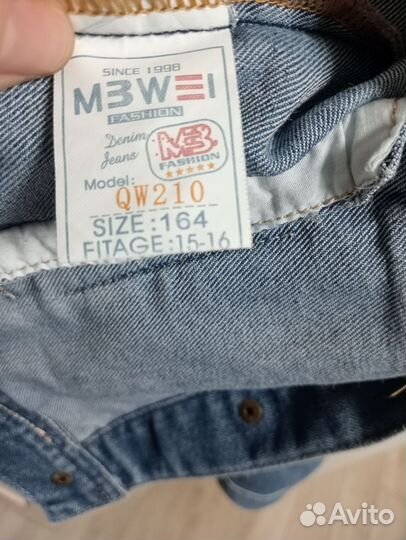 SINCE 1998
MBWEI
FASHION
Denim
Jeans
MB
FASHION
Model:
QW210
SIZE:164
FITAGE:15-16
Avito